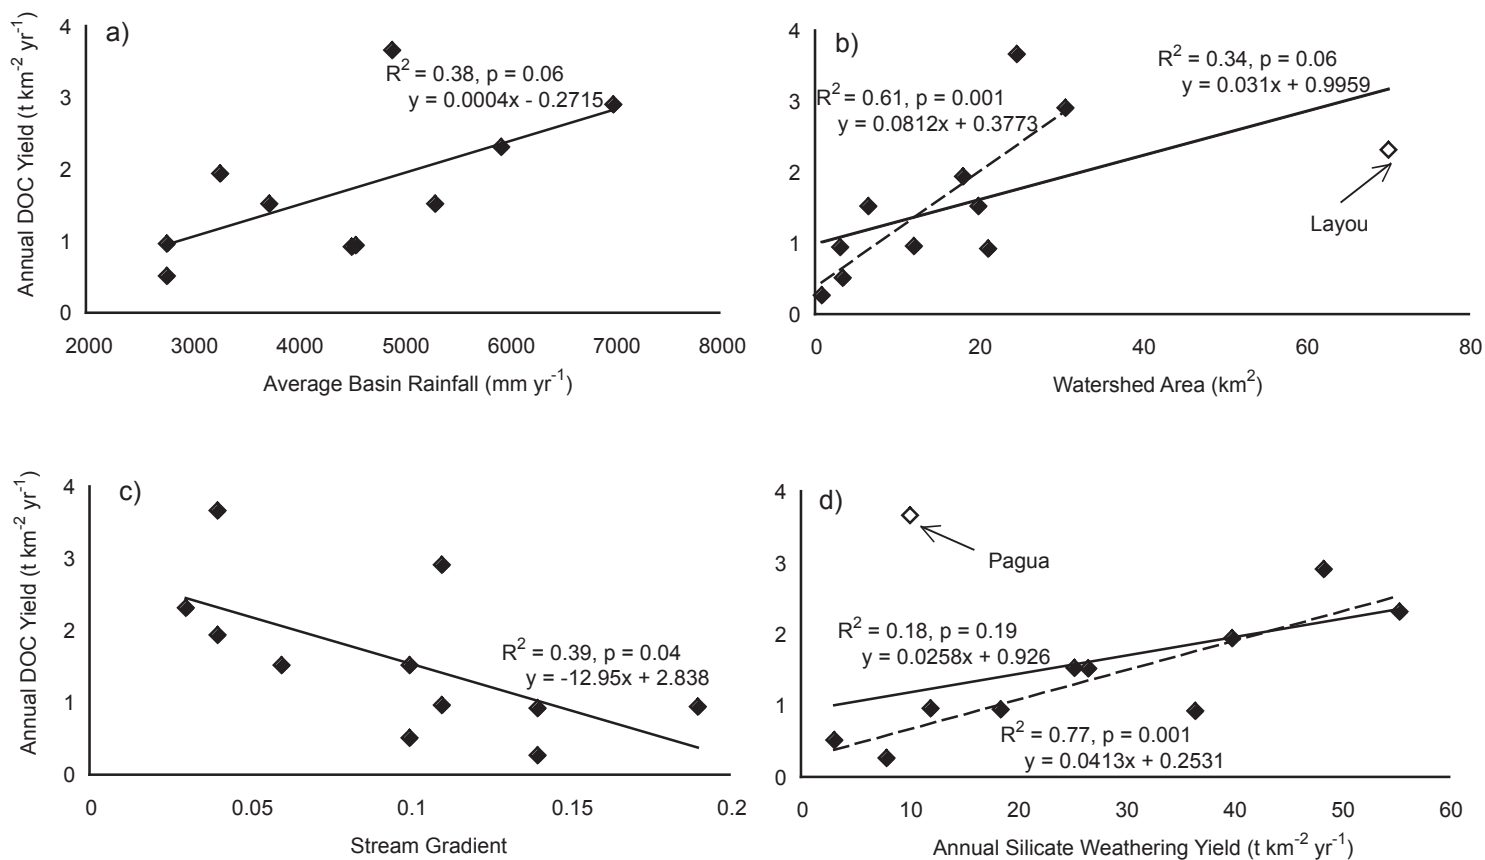 a)
Annual DOC Yield (t km-2 yr-1)
4
3
2
1
0
R2 = 0.38, p = 0.06
y = 0.0004x - 0.2715
2000 3000 4000 5000 6000 7000 8000
Average Basin Rainfall (mm yr-1)
b)
4
3
2
1
0
R2 = 0.34, p = 0.06
y = 0.031x + 0.9959
R2 = 0.61, p = 0.001
y = 0.0812x + 0.3773
Layou
0 20 40 60 80
Watershed Area (km2)
c)
Annual DOC Yield (t km-2 yr-1)
4
3
2
1
0
R2 = 0.39, p = 0.04
y = -12.95x + 2.838
0 0.05 0.1 0.15 0.2
Stream Gradient
d)
4
3
2
1
0
Pagua
R2 = 0.18, p = 0.19
y = 0.0258x + 0.926
R2 = 0.77, p = 0.001
y = 0.0413x + 0.2531
0 10 20 30 40 50 60
Annual Silicate Weathering Yield (t km-2 yr-1)